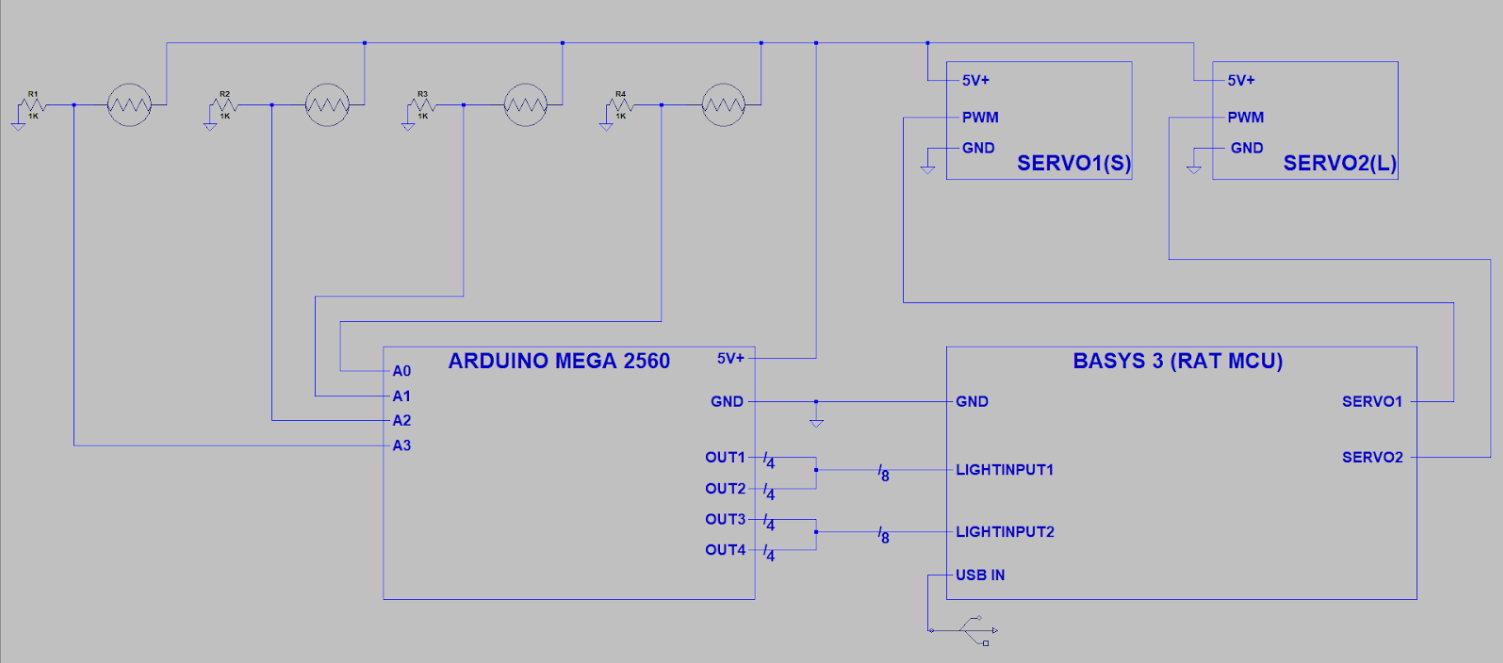 R1
1K
R2
1K
R3
1K
R4
1K
5V+
PWM
GND
SERVO1(S)
5V+
PWM
GND
SERVO2(L)
ARDUINO MEGA 2560
A0
A1
A2
A3
5V+
GND
OUT1
/4
OUT2
/4
OUT3
/4
OUT4
/4
/8
/8
BASYS 3 (RAT MCU)
GND
LIGHTINPUT1
LIGHTINPUT2
USB IN
SERVO1
SERVO2